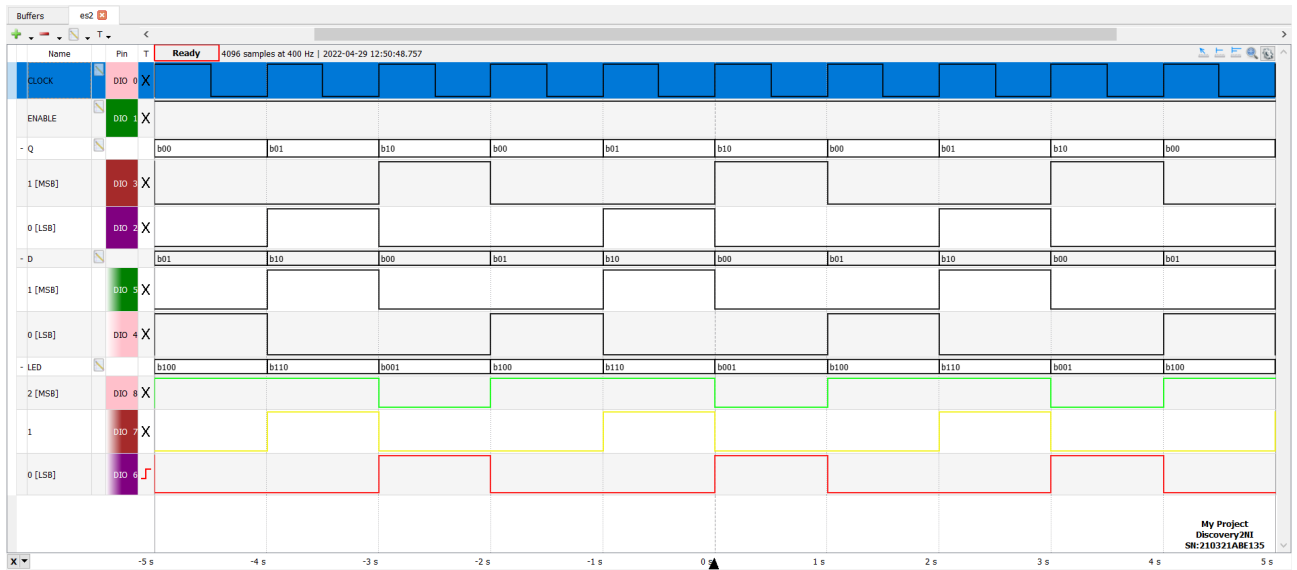 Buffers es2
T
Name Pin T Ready 4096 samples at 400 Hz | 2022-04-29 12:50:48.757
CLOCK DIO 0 X
ENABLE DIO 1 X
- Q b00 b01 b10 b00 b01 b10 b00 b01 b10 b00
1 [MSB] DIO 3 X
0 [LSB] DIO 2 X
- D b01 b10 b00 b01 b10 b00 b01 b10 b00 b01
1 [MSB] DIO 5 X
0 [LSB] DIO 4 X
- LED b100 b110 b001 b100 b110 b001 b100 b110 b001 b100
2 [MSB] DIO 8 X
1 DIO 7 X
0 [LSB] DIO 6
My Project
Discovery2NI
SN:210321ABE135
X -5 s -4 s -3 s -2 s -1 s 0 s 1 s 2 s 3 s 4 s 5 s